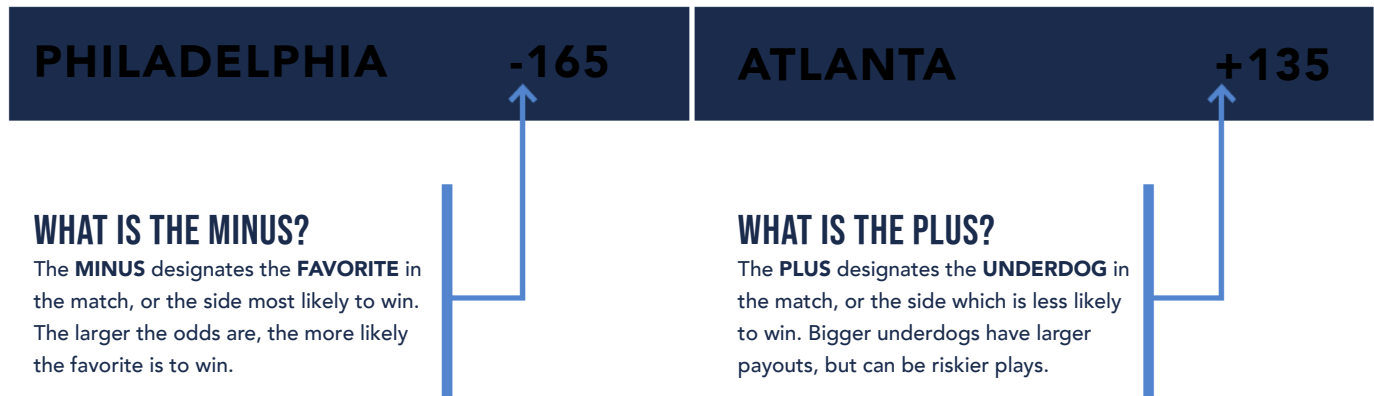 PHILADELPHIA -165
ATLANTA +135
WHAT IS THE MINUS?
The MINUS designates the FAVORITE in
the match, or the side most likely to win.
The larger the odds are, the more likely
the favorite is to win.
WHAT IS THE PLUS?
The PLUS designates the UNDERDOG in
the match, or the side which is less likely
to win. Bigger underdogs have larger
payouts, but can be riskier plays.